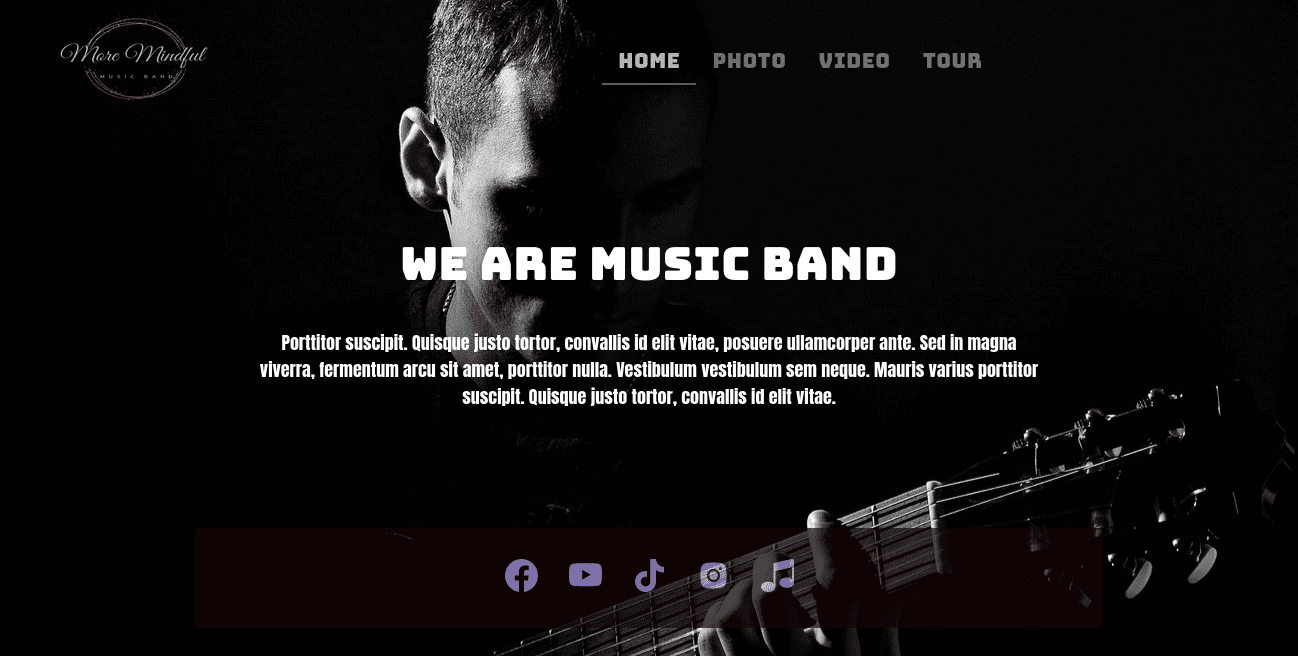 More Mindful
MUSIC BAND
HOME PHOTO VIDEO TOUR
WE ARE MUSIC BAND
Porttitor suscipit. Quisque justo tortor, convallis id elit vitae, posuere ullamcorper ante. Sed in magna
viverra, fermentum arcu sit amet, porttitor nulla. Vestibulum vestibulum sem neque. Mauris varius porttitor
suscipit. Quisque justo tortor, convallis id elit vitae.